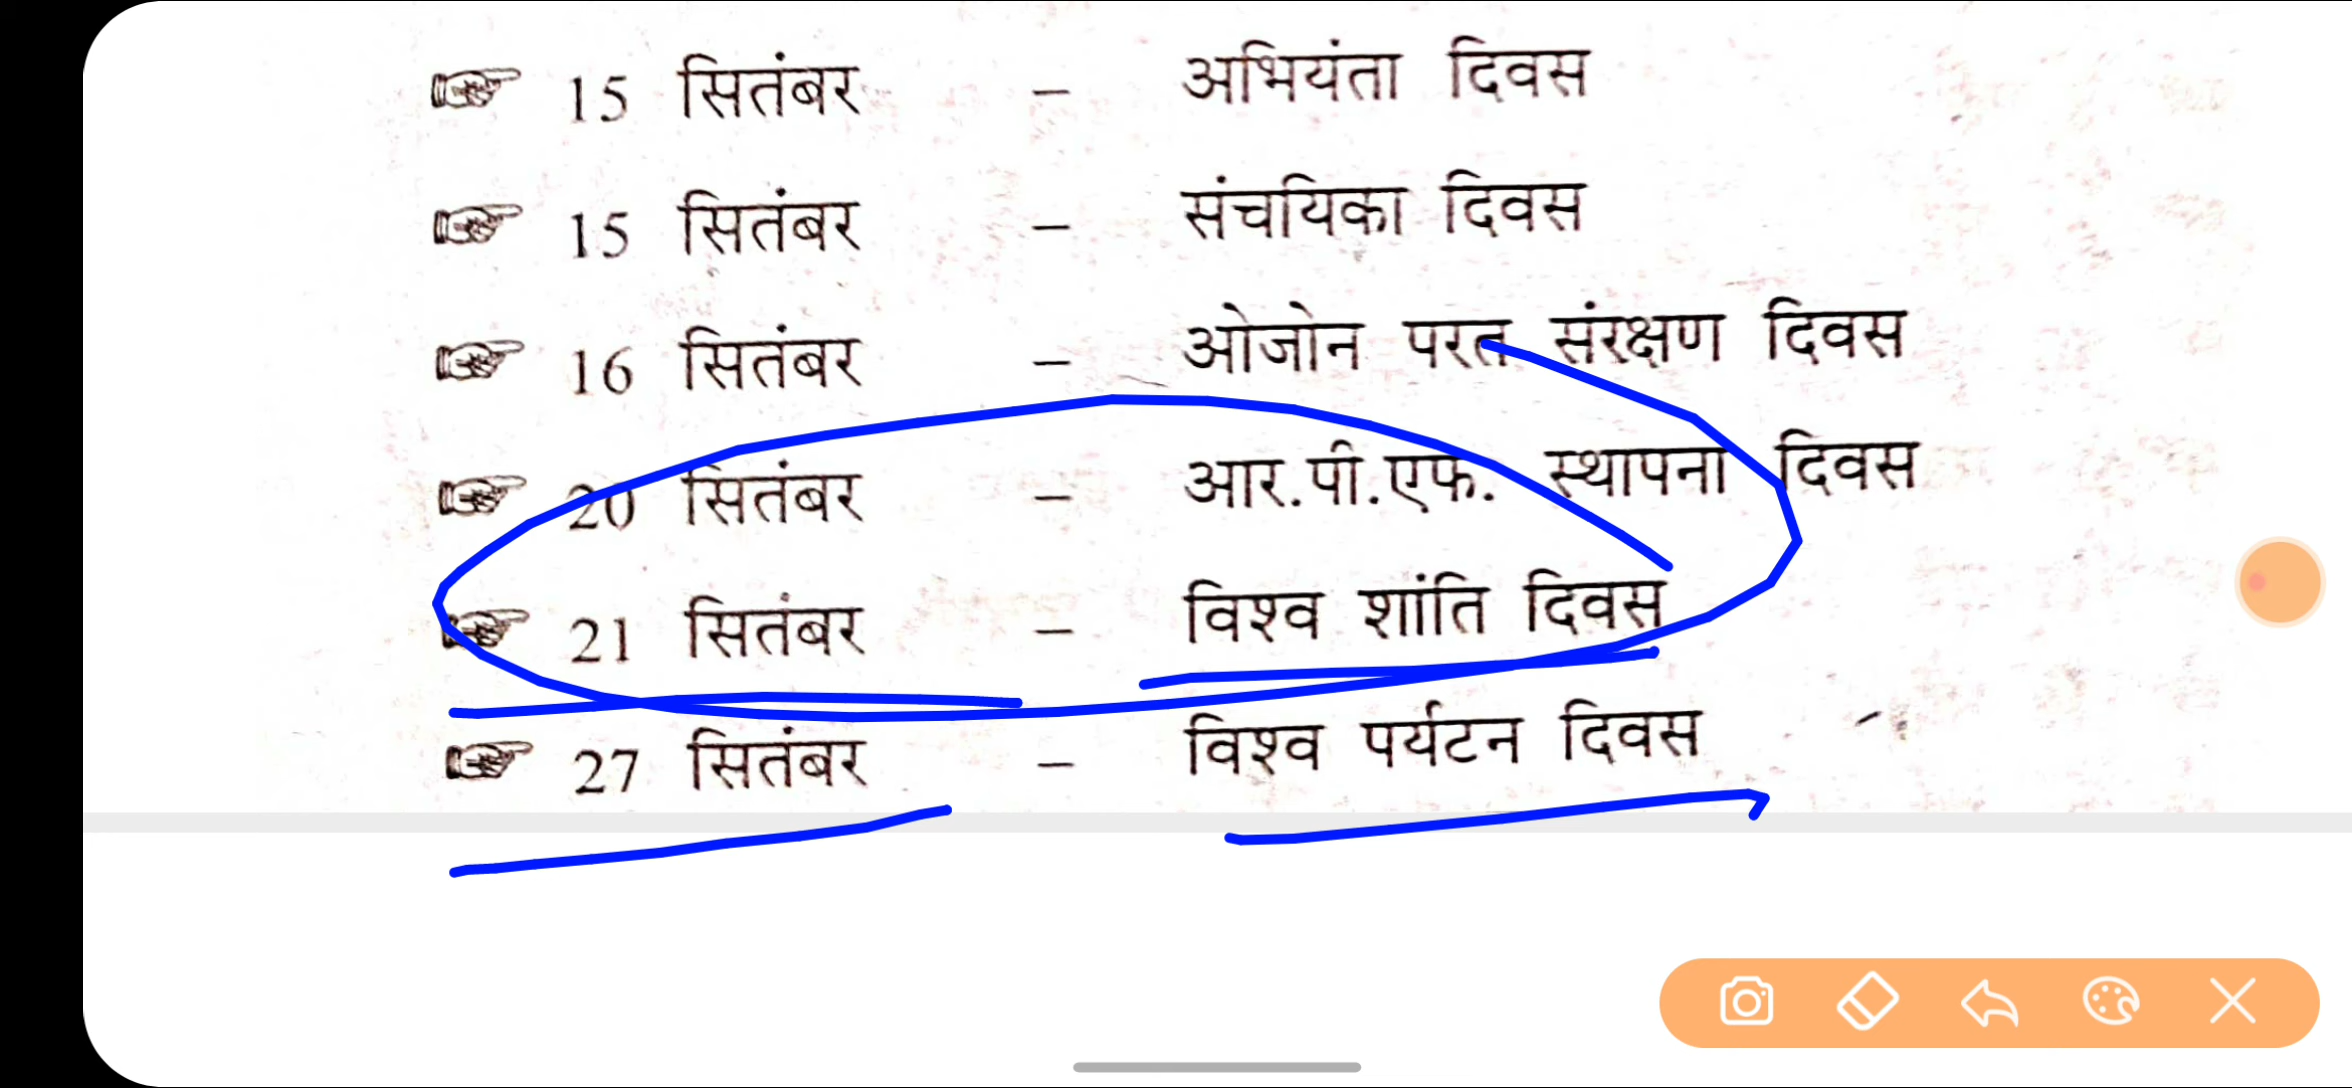 15 सितंबर – अभियंता दिवस
15 सितंबर – संचयिका दिवस
16 सितंबर – ओजोन परत संरक्षण दिवस
20 सितंबर – आर.पी.एफ. स्थापना दिवस
21 सितंबर – विश्व शांति दिवस
27 सितंबर – विश्व पर्यटन दिवस